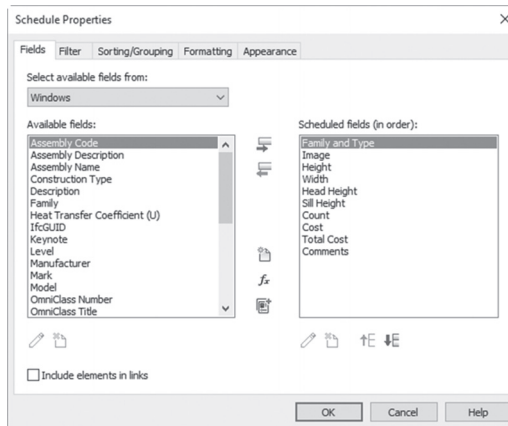 Schedule Properties
Fields Filter Sorting/Grouping Formatting Appearance
Select available fields from:
Windows
Available fields:
Assembly Code
Assembly Description
Assembly Name
Construction Type
Description
Family
Heat Transfer Coefficient (U)
IfcGUID
Keynote
Level
Manufacturer
Mark
Model
OmniClass Number
OmniClass Title
fx
Scheduled fields (in order):
Family and Type
Image
Height
Width
Head Height
Sill Height
Count
Cost
Total Cost
Comments
Include elements in links
OK Cancel Help